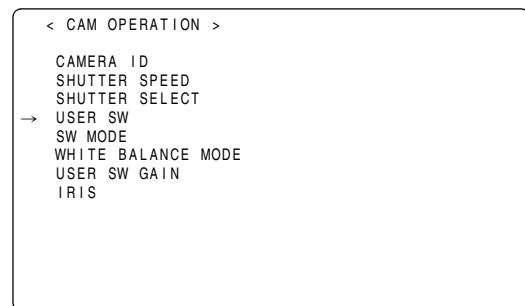 < CAM OPERATION >
CAMERA ID
SHUTTER SPEED
SHUTTER SELECT
→ USER SW
SW MODE
WHITE BALANCE MODE
USER SW GAIN
IRIS